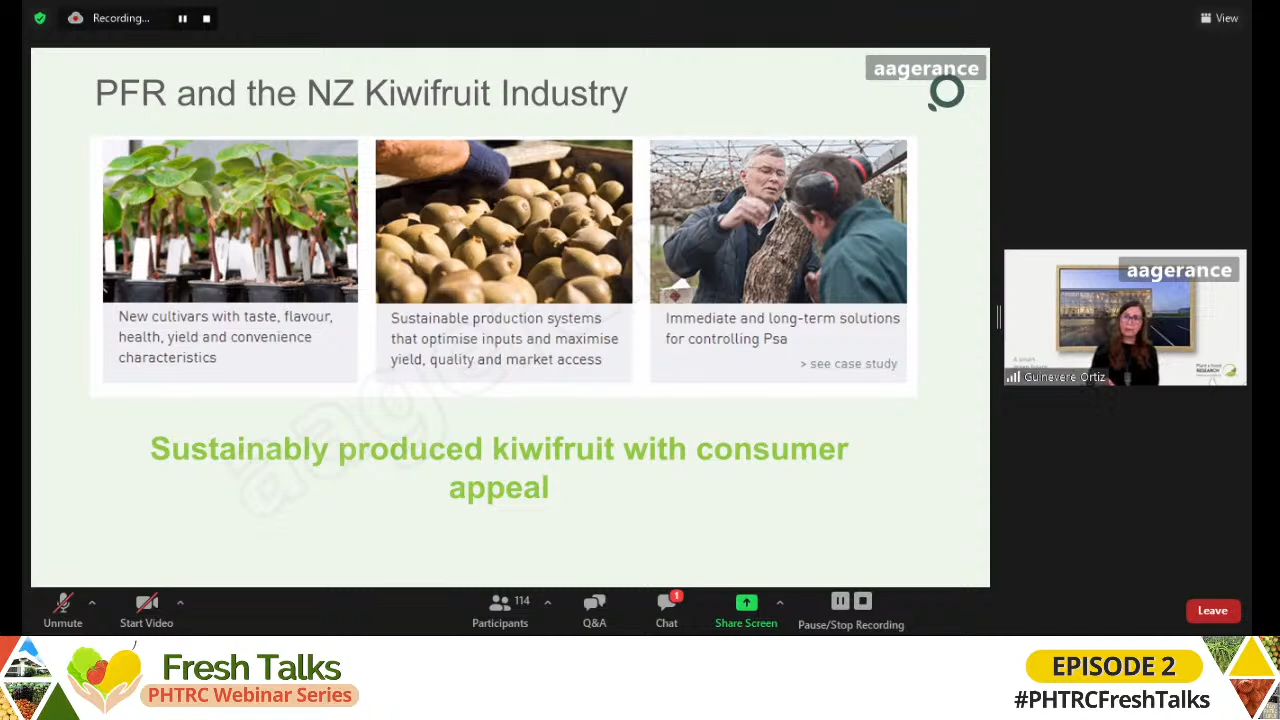 Recording...
View
aagerance
PFR and the NZ Kiwifruit Industry
New cultivars with taste, flavour,
health, yield and convenience
characteristics
Sustainable production systems
that optimise inputs and maximise
yield, quality and market access
Immediate and long-term solutions
for controlling Psa
> see case study
Sustainably produced kiwifruit with consumer
appeal
aagerance
Guinevere Ortiz
RESEARCH
Unmute
Start Video
114
Participants
Q&A
1
Chat
Share Screen
Pause/Stop Recording
Leave
Fresh Talks
PHTRC Webinar Series
EPISODE 2
#PHTRCFreshTalks